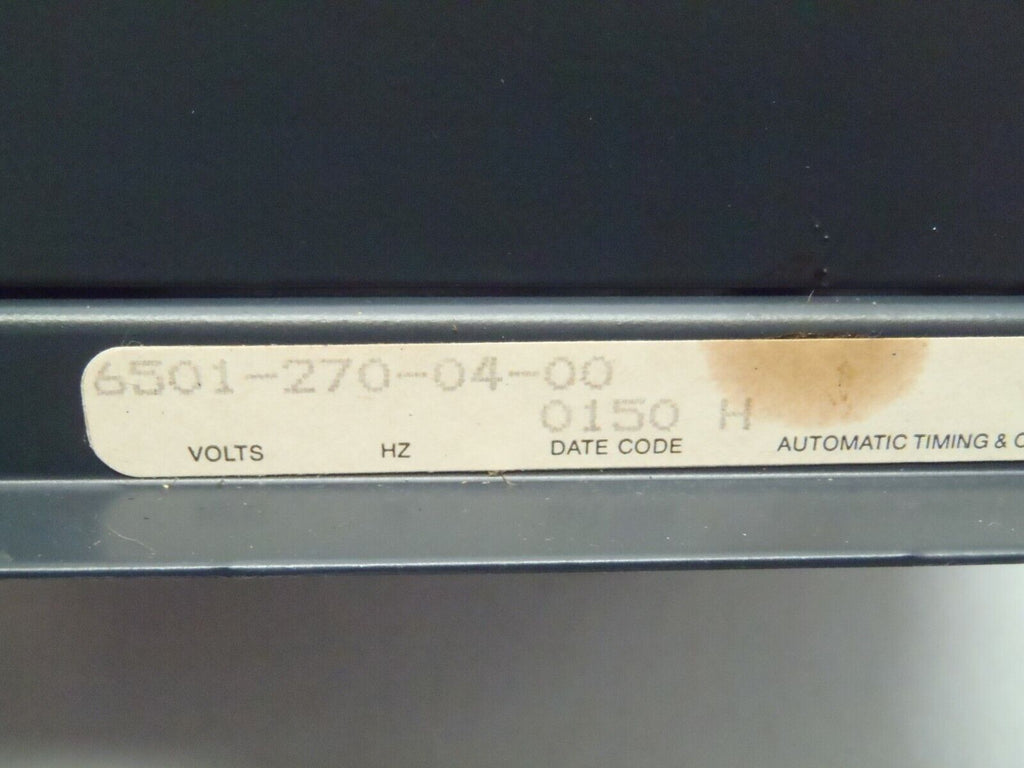 6501-270-04-00
0150 H
VOLTS HZ DATE CODE AUTOMATIC TIMING & C